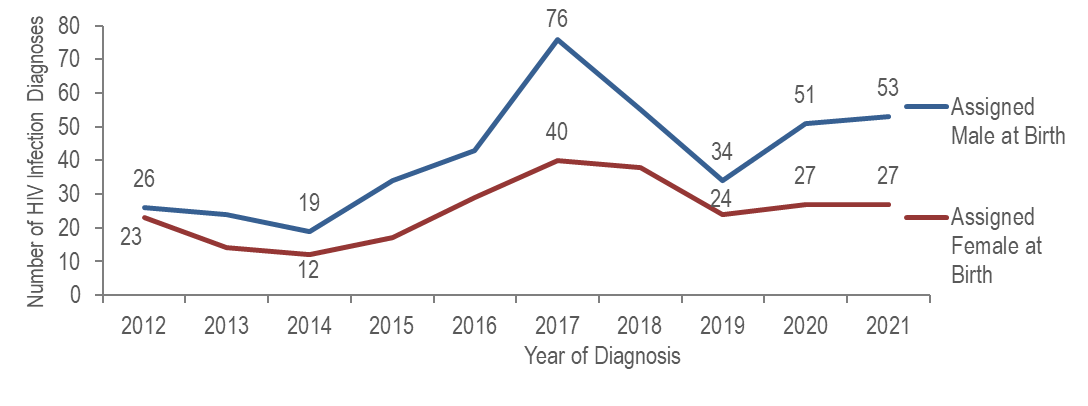 Number of HIV Infection Diagnoses
80
70
60
50
40
30
20
10
0
26
23
19
12
76
40
34
24
51
27
53
27
2012 2013 2014 2015 2016 2017 2018 2019 2020 2021
Year of Diagnosis
Assigned
Male at Birth
Assigned
Female at
Birth